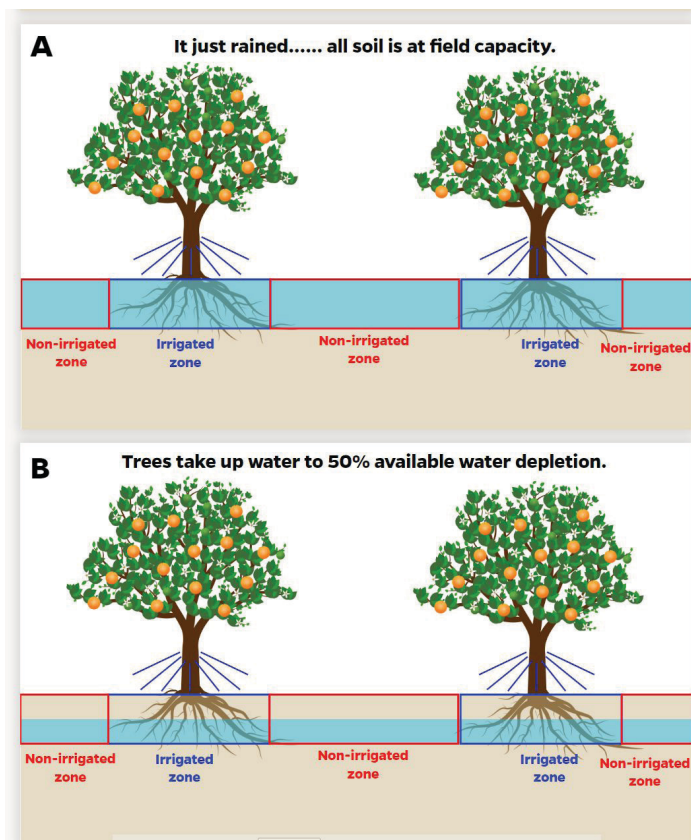 A
It just rained...... all soil is at field capacity.
Non-irrigated
zone
Irrigated
zone
Non-irrigated
zone
Irrigated
zone
Non-irrigated
zone
B
Trees take up water to 50% available water depletion.
Non-irrigated
zone
Irrigated
zone
Non-irrigated
zone
Irrigated
zone
Non-irrigated
zone